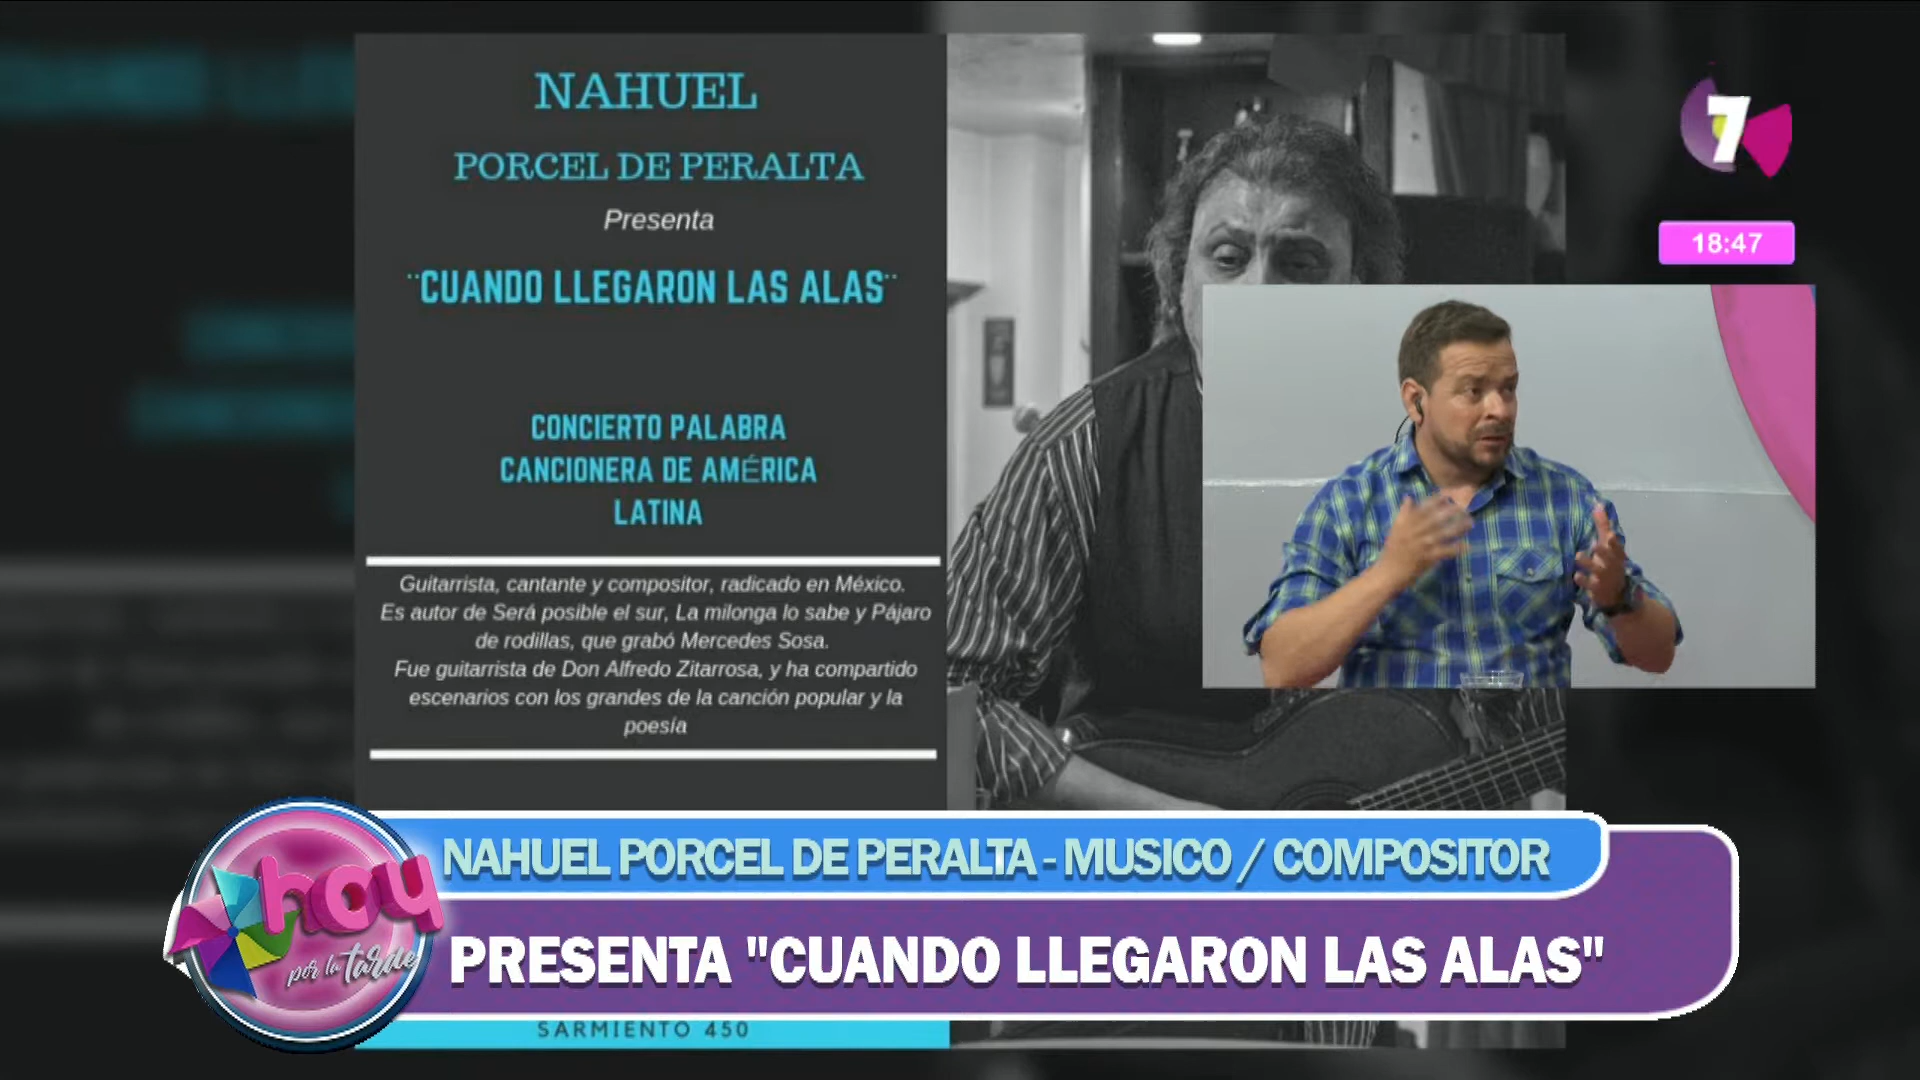 NAHUEL
PORCEL DE PERALTA
Presenta
¨CUANDO LLEGARON LAS ALAS¨
CONCIERTO PALABRA
CANCIONERA DE AMÉRICA
LATINA
Guitarrista, cantante y compositor, radicado en México.
Es autor de Será posible el sur, La milonga lo sabe y Pájaro
de rodillas, que grabó Mercedes Sosa.
Fue guitarrista de Don Alfredo Zitarrosa, y ha compartido
escenarios con los grandes de la canción popular y la
poesía
7
18:47
hoy
por la tarde
NAHUEL PORCEL DE PERALTA - MUSICO / COMPOSITOR
PRESENTA "CUANDO LLEGARON LAS ALAS"
SARMIENTO 450